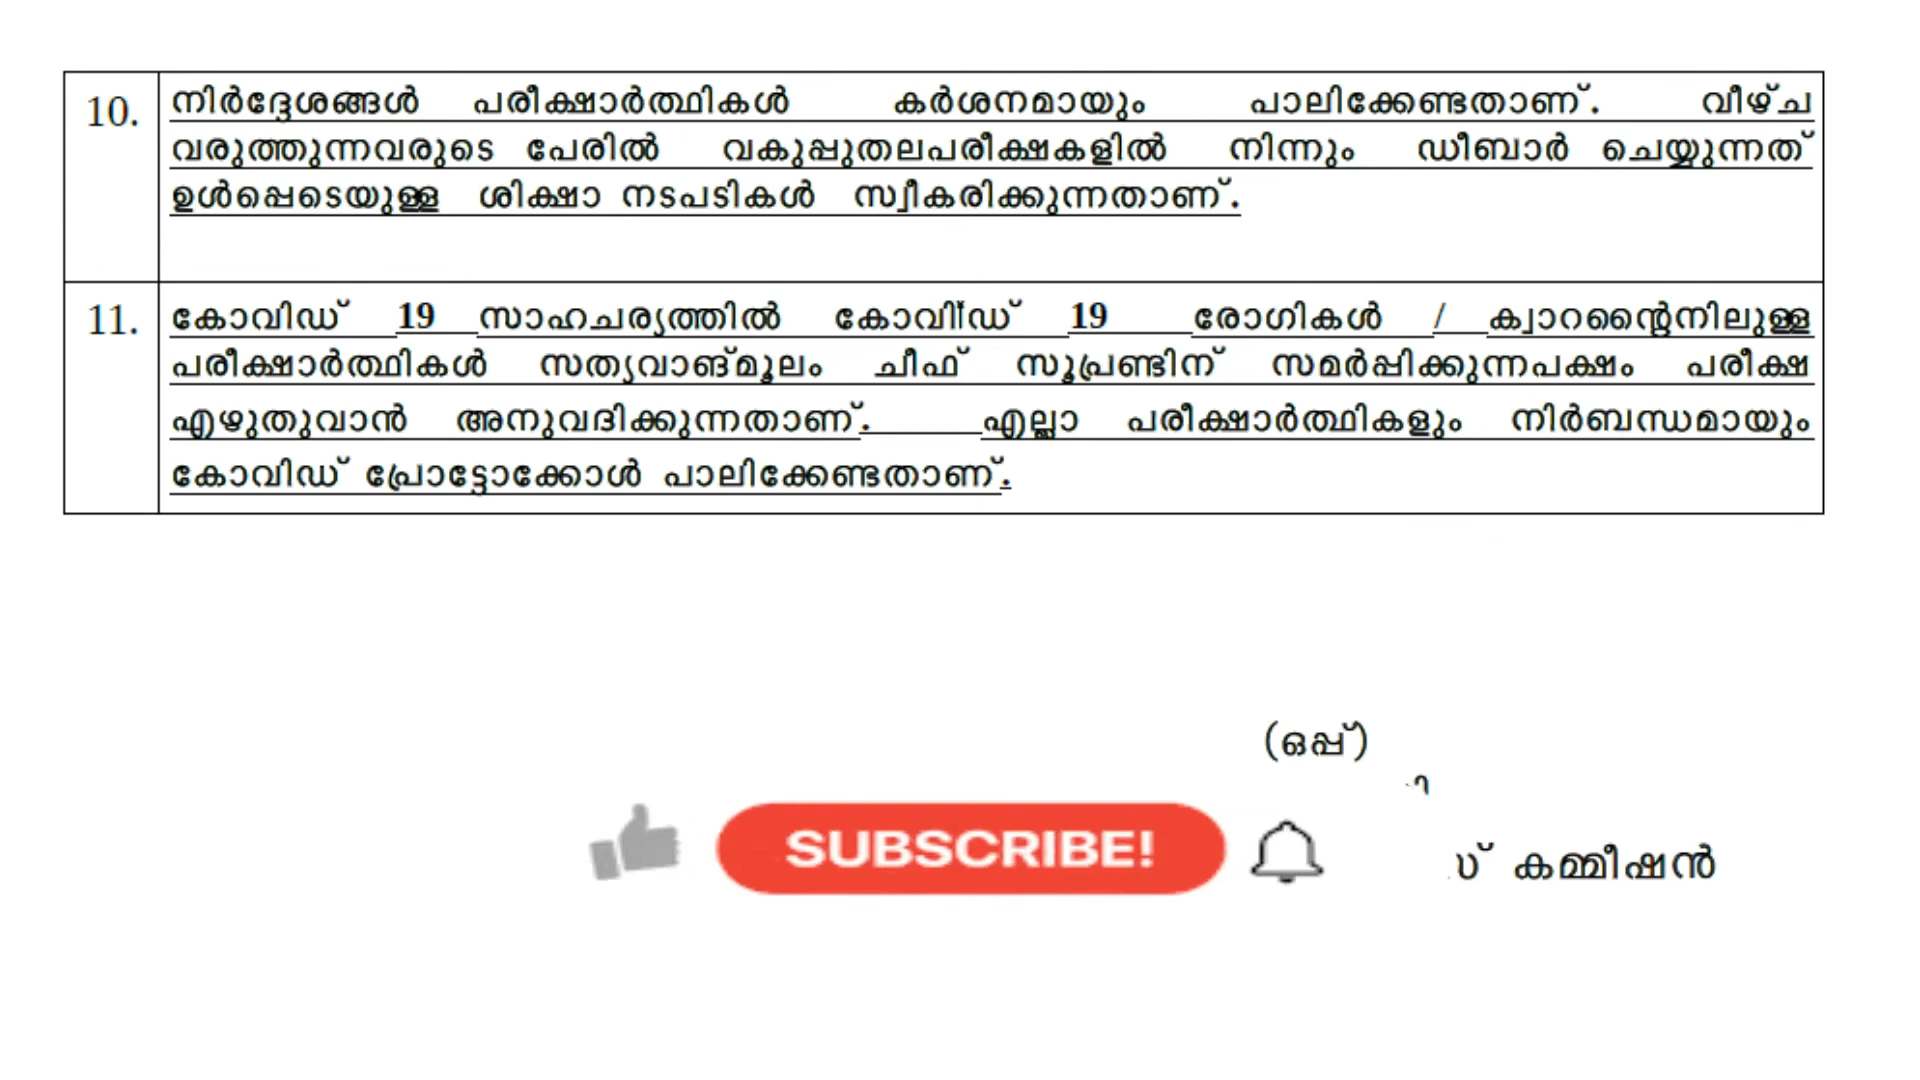 10. നിർദ്ദേശങ്ങൾ പരീക്ഷാർത്ഥികൾ കർശനമായും പാലിക്കേണ്ടതാണ്. വീഴ്ച
വരുത്തുന്നവരുടെ പേരിൽ വകുപ്പുതലപരീക്ഷകളിൽ നിന്നും ഡീബാർ ചെയ്യുന്നത്
ഉൾപ്പെടെയുള്ള ശിക്ഷാ നടപടികൾ സ്വീകരിക്കുന്നതാണ്.
11. കോവിഡ് 19 സാഹചര്യത്തിൽ കോവിഡ് 19 രോഗികൾ / ക്വാറന്റൈനിലുള്ള
പരീക്ഷാർത്ഥികൾ സത്യവാങ്മൂലം ചീഫ് സൂപ്രണ്ടിന് സമർപ്പിക്കുന്നപക്ഷം പരീക്ഷ
എഴുതുവാൻ അനുവദിക്കുന്നതാണ്. എല്ലാ പരീക്ഷാർത്ഥികളും നിർബന്ധമായും
കോവിഡ് പ്രോട്ടോക്കോൾ പാലിക്കേണ്ടതാണ്.
(ഒപ്പ്)
SUBSCRIBE!
കമ്മീഷൻ